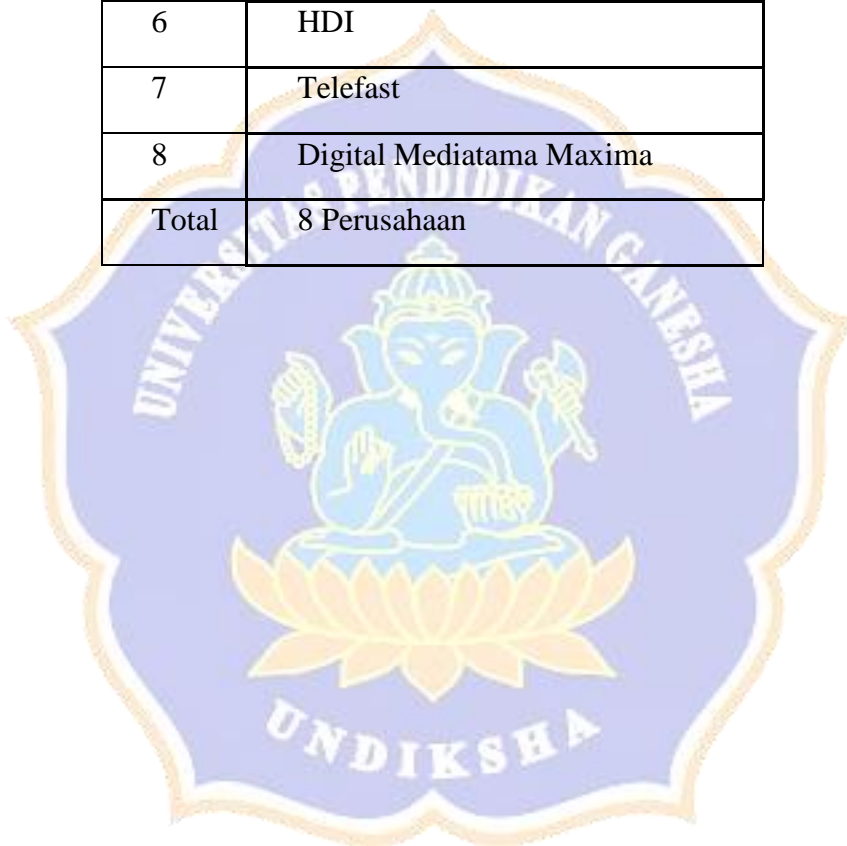 6 HDI
7 Telefast
8 Digital Mediatama Maxima
Total 8 Perusahaan
UNIVERSITAS PENDIDIKAN GANESHA
UNDIKSHA